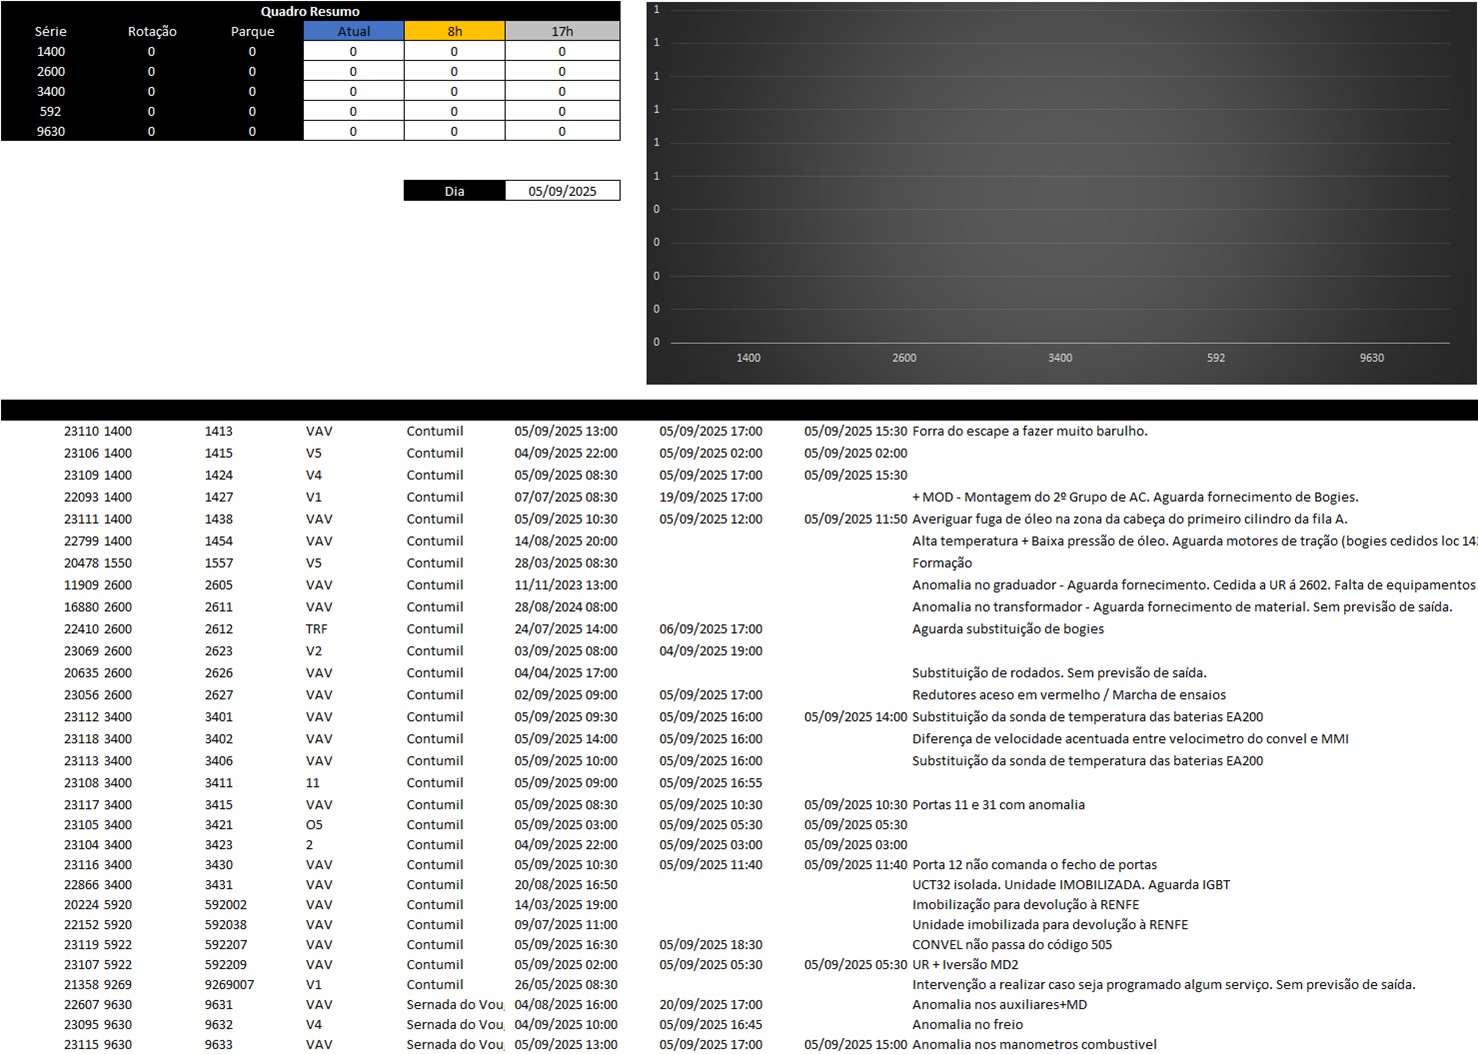 Quadro Resumo
Série Rotação Parque Atual 8h 17h
1400 0 0 0 0 0
2600 0 0 0 0 0
3400 0 0 0 0 0
592 0 0 0 0 0
9630 0 0 0 0 0
Dia 05/09/2025
1
1
1
1
1
1
0
0
0
0
0
1400 2600 3400 592 9630
23110 1400 1413 VAV Contumil 05/09/2025 13:00 05/09/2025 17:00 05/09/2025 15:30 Forra do escape a fazer muito barulho.
23106 1400 1415 V5 Contumil 04/09/2025 22:00 05/09/2025 02:00 05/09/2025 02:00
23109 1400 1424 V4 Contumil 05/09/2025 08:30 05/09/2025 17:00 05/09/2025 15:30
22093 1400 1427 V1 Contumil 07/07/2025 08:30 19/09/2025 17:00 + MOD - Montagem do 2º Grupo de AC. Aguarda fornecimento de Bogies.
23111 1400 1438 VAV Contumil 05/09/2025 10:30 05/09/2025 12:00 05/09/2025 11:50 Averiguar fuga de óleo na zona da cabeça do primeiro cilindro da fila A.
22799 1400 1454 VAV Contumil 14/08/2025 20:00 Alta temperatura + Baixa pressão de óleo. Aguarda motores de tração (bogies cedidos loc
20478 1550 1557 V5 Contumil 28/03/2025 08:30 Formação
11909 2600 2605 VAV Contumil 11/11/2023 13:00 Anomalia no graduador - Aguarda fornecimento. Cedida a UR á 2602. Falta de equipamentos
16880 2600 2611 VAV Contumil 28/08/2024 08:00 Anomalia no transformador - Aguarda fornecimento de material. Sem previsão de saída.
22410 2600 2612 TRF Contumil 24/07/2025 14:00 06/09/2025 17:00 Aguarda substituição de bogies
23069 2600 2623 V2 Contumil 03/09/2025 08:00 04/09/2025 19:00
20635 2600 2626 VAV Contumil 04/04/2025 17:00 Substituição de rodados. Sem previsão de saída.
23056 2600 2627 VAV Contumil 02/09/2025 09:00 05/09/2025 17:00 Redutores aceso em vermelho / Marcha de ensaios
23112 3400 3401 VAV Contumil 05/09/2025 09:30 05/09/2025 16:00 05/09/2025 14:00 Substituição da sonda de temperatura das baterias EA200
23118 3400 3402 VAV Contumil 05/09/2025 14:00 05/09/2025 16:00 Diferença de velocidade acentuada entre velocimetro do convel e MMI
23113 3400 3406 VAV Contumil 05/09/2025 10:00 05/09/2025 16:00 Substituição da sonda de temperatura das baterias EA200
23108 3400 3411 11 Contumil 05/09/2025 09:00 05/09/2025 16:55
23117 3400 3415 VAV Contumil 05/09/2025 08:30 05/09/2025 10:30 05/09/2025 10:30 Portas 11 e 31 com anomalia
23105 3400 3421 O5 Contumil 05/09/2025 03:00 05/09/2025 05:30 05/09/2025 05:30
23104 3400 3423 2 Contumil 04/09/2025 22:00 05/09/2025 03:00 05/09/2025 03:00
23116 3400 3430 VAV Contumil 05/09/2025 10:30 05/09/2025 11:40 05/09/2025 11:40 Porta 12 não comanda o fecho de portas
22866 3400 3431 VAV Contumil 20/08/2025 16:50 UCT32 isolada. Unidade IMOBILIZADA. Aguarda IGBT
20224 5920 592002 VAV Contumil 14/03/2025 19:00 Imobilização para devolução à RENFE
22152 5920 592038 VAV Contumil 09/07/2025 11:00 Unidade imobilizada para devolução à RENFE
23119 5922 592207 VAV Contumil 05/09/2025 16:30 05/09/2025 18:30 CONVEL não passa do código 505
23107 5922 592209 VAV Contumil 05/09/2025 02:00 05/09/2025 05:30 05/09/2025 05:30 UR + Iversão MD2
21358 9269 9269007 V1 Contumil 26/05/2025 08:30 Intervenção a realizar caso seja programado algum serviço. Sem previsão de saída.
22607 9630 9631 VAV Sernada do Vou 04/08/2025 16:00 20/09/2025 17:00 Anomalia nos auxiliares+MD
23095 9630 9632 V4 Sernada do Vou 04/09/2025 10:00 05/09/2025 16:45 Anomalia no freio
23115 9630 9633 VAV Sernada do Vou 05/09/2025 13:00 05/09/2025 17:00 05/09/2025 15:00 Anomalia nos manometros combustivel